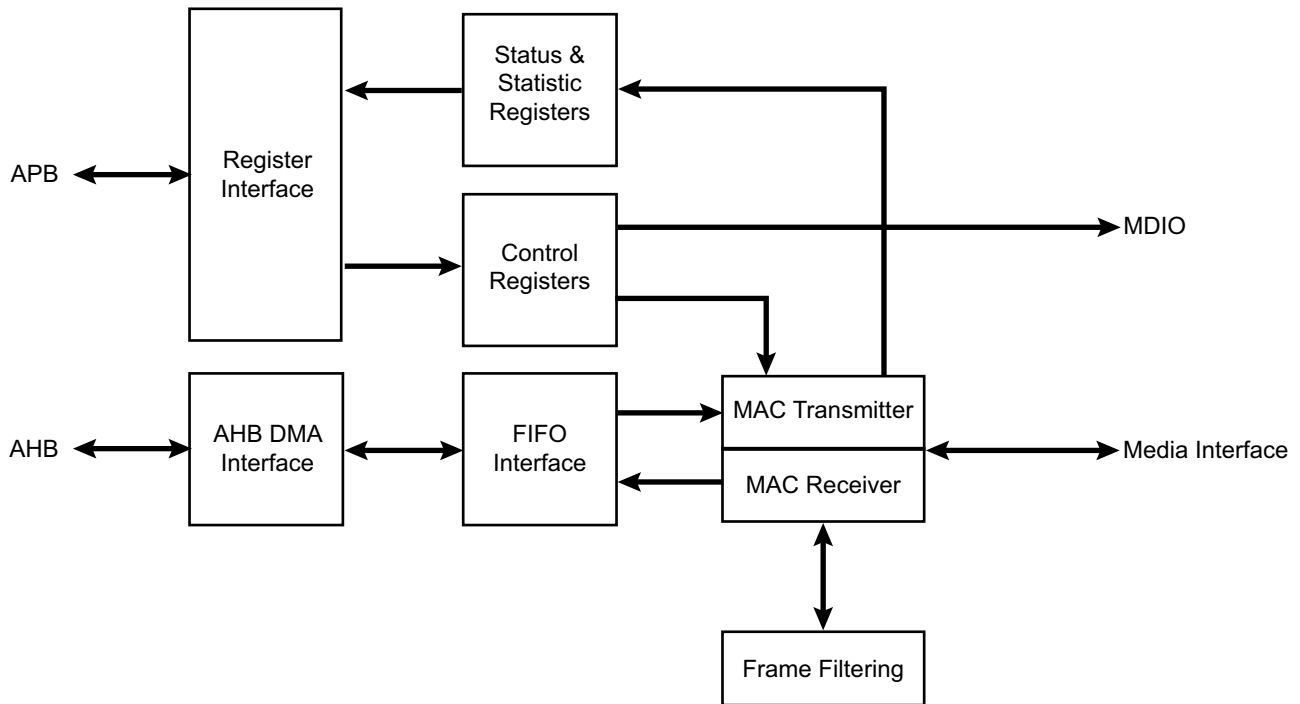 Status &
Statistic
Registers
APB
Register
Interface
MDIO
Control
Registers
MAC Transmitter
AHB
AHB DMA
Interface
FIFO
Interface
Media Interface
MAC Receiver
Frame Filtering